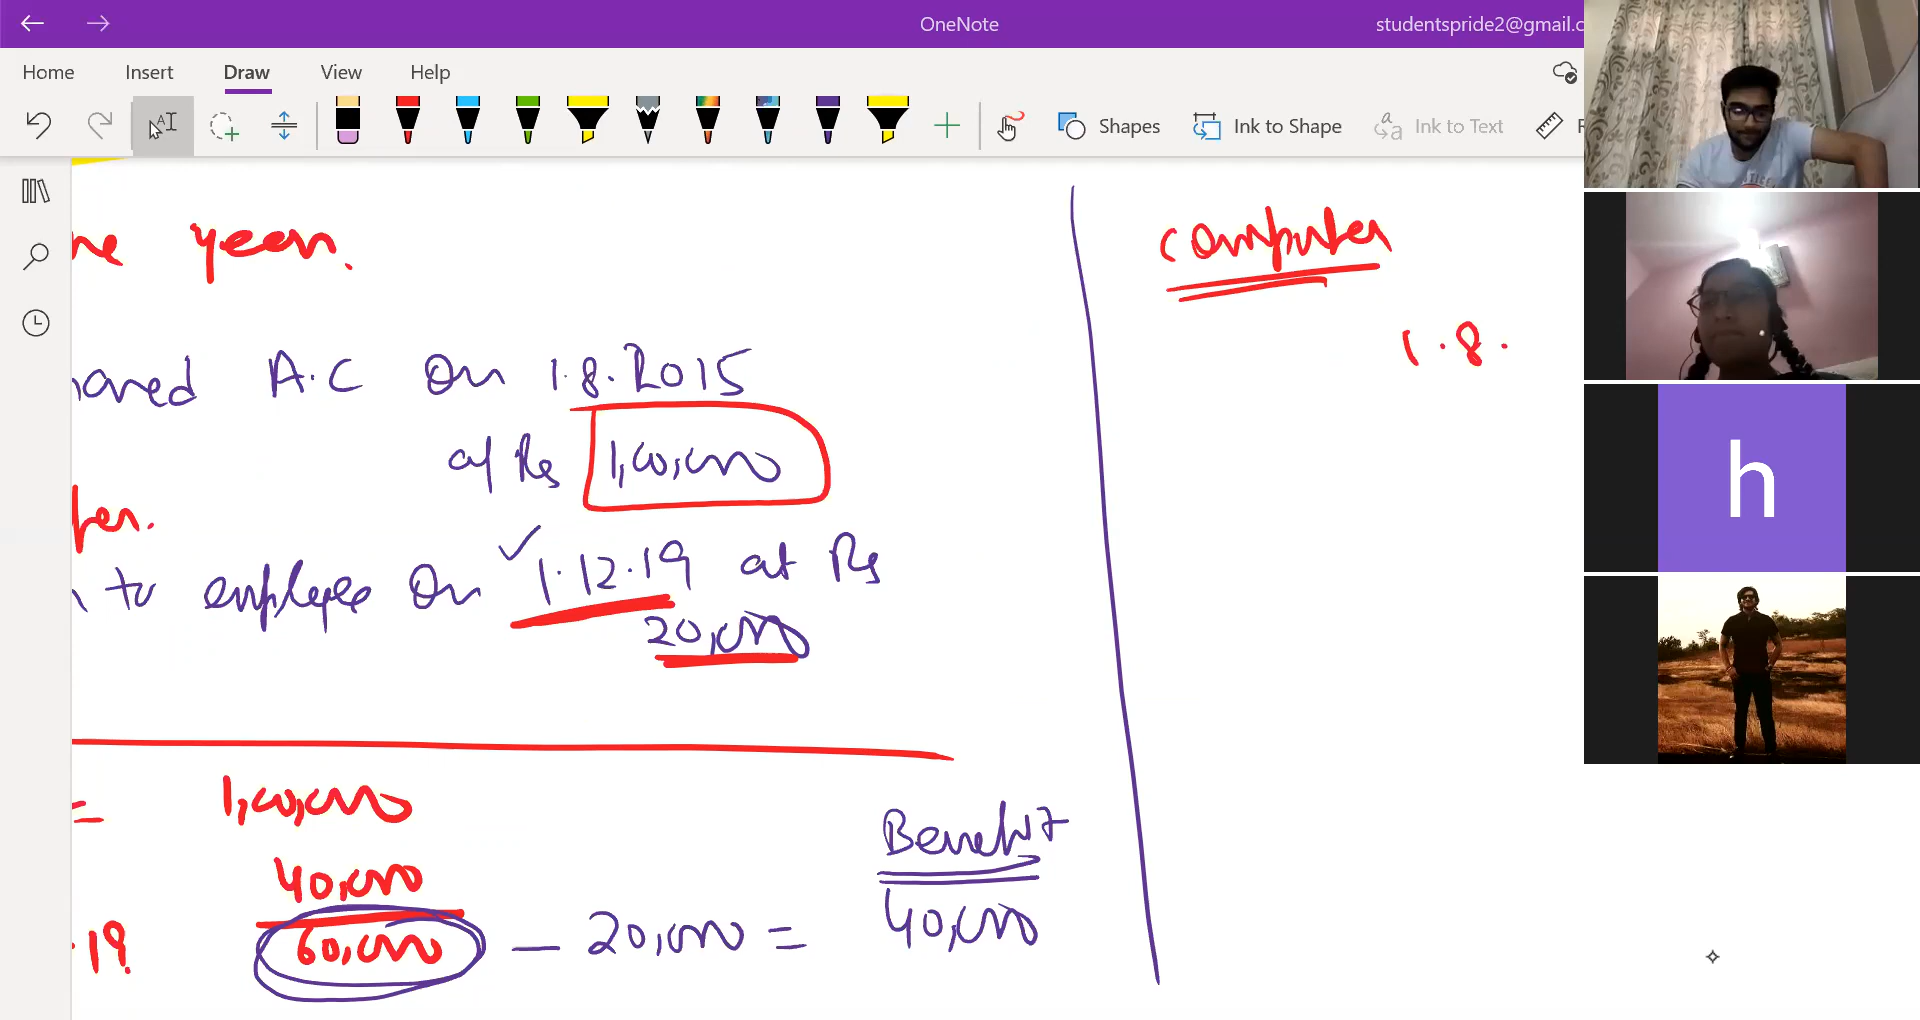 OneNote
studentspride2@gmail.c
Home Insert Draw View Help
Shapes Ink to Shape Ink to Text R
ne year.
computer
1.8.
A.C On 1.8.2015
of Rs 1,00,000
fer.
to employee On 1.12.19 at Rs
20,000
h
= 1,00,000
40,000
Benefit
.19 60,000 — 20,000 = 40,000